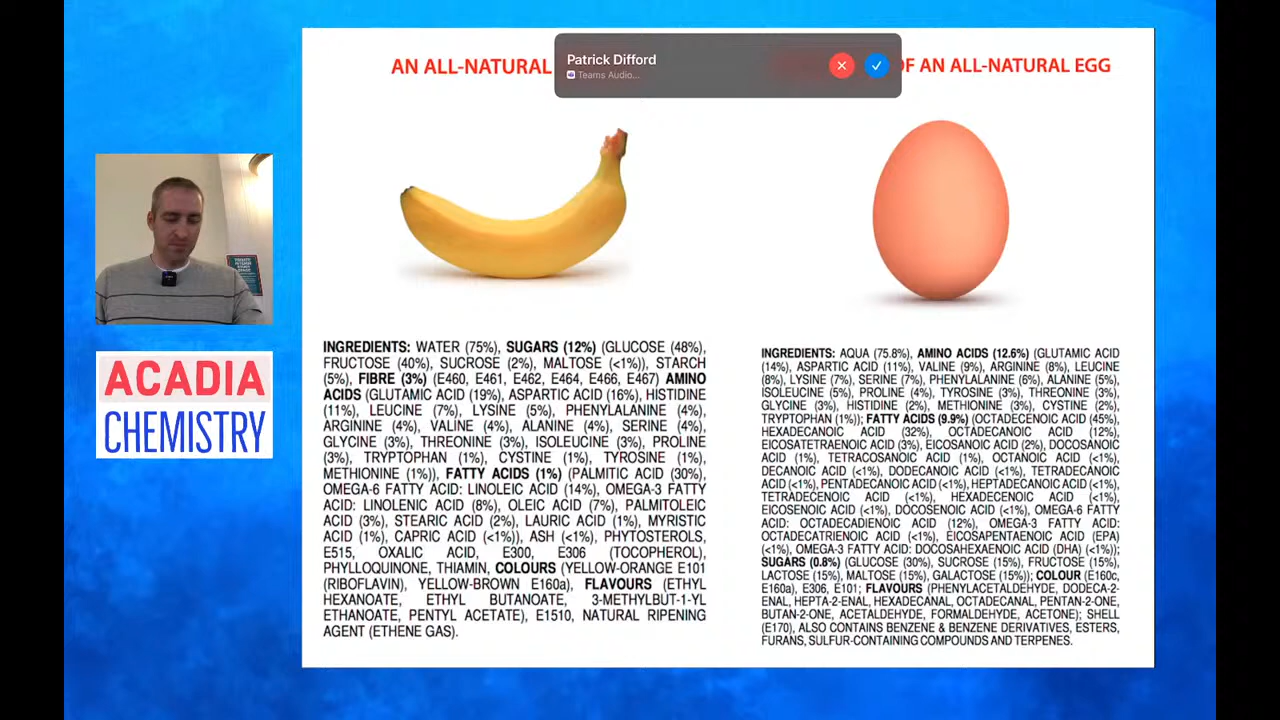 AN ALL-NATURAL
Patrick Difford
Teams Audio...
OF AN ALL-NATURAL EGG
ACADIA
CHEMISTRY
INGREDIENTS: WATER (75%), SUGARS (12%) (GLUCOSE (48%),
FRUCTOSE (40%), SUCROSE (2%), MALTOSE (<1%)), STARCH
(5%), FIBRE (3%) (E460, E461, E462, E464, E466, E467) AMINO
ACIDS (GLUTAMIC ACID (19%), ASPARTIC ACID (16%), HISTIDINE
(11%), LEUCINE (7%), LYSINE (5%), PHENYLALANINE (4%),
ARGININE (4%), VALINE (4%), ALANINE (4%), SERINE (4%),
GLYCINE (3%), THREONINE (3%), ISOLEUCINE (3%), PROLINE
(3%), TRYPTOPHAN (1%), CYSTINE (1%), TYROSINE (1%),
METHIONINE (1%)), FATTY ACIDS (1%) (PALMITIC ACID (30%),
OMEGA-6 FATTY ACID: LINOLEIC ACID (14%), OMEGA-3 FATTY
ACID: LINOLENIC ACID (8%), OLEIC ACID (7%), PALMITOLEIC
ACID (3%), STEARIC ACID (2%), LAURIC ACID (1%), MYRISTIC
ACID (1%), CAPRIC ACID (<1%)), ASH (<1%), PHYTOSTEROLS,
E515, OXALIC ACID, E300, E306 (TOCOPHEROL),
PHYLLOQUINONE, THIAMIN, COLOURS (YELLOW-ORANGE E101
(RIBOFLAVIN), YELLOW-BROWN E160a), FLAVOURS (ETHYL
HEXANOATE, ETHYL BUTANOATE, 3-METHYLBUT-1-YL
ETHANOATE, PENTYL ACETATE), E1510, NATURAL RIPENING
AGENT (ETHENE GAS).
INGREDIENTS: AQUA (75.8%), AMINO ACIDS (12.6%) (GLUTAMIC ACID
(14%), ASPARTIC ACID (11%), VALINE (9%), ARGININE (8%), LEUCINE
(8%), LYSINE (7%), SERINE (7%), PHENYLALANINE (6%), ALANINE (5%),
ISOLEUCINE (5%), PROLINE (4%), TYROSINE (3%), THREONINE (3%),
GLYCINE (3%), HISTIDINE (2%), METHIONINE (3%), CYSTINE (2%),
TRYPTOPHAN (1%)); FATTY ACIDS (9.9%) (OCTADECENOIC ACID (45%),
HEXADECANOIC ACID (32%), OCTADECANOIC ACID (12%),
EICOSATETRAENOIC ACID (3%), EICOSANOIC ACID (2%), DOCOSANOIC
ACID (1%), TETRACOSANOIC ACID (1%), OCTANOIC ACID (<1%),
DECANOIC ACID (<1%), DODECANOIC ACID (<1%), TETRADECANOIC
ACID (<1%), PENTADECANOIC ACID (<1%), HEPTADECANOIC ACID (<1%),
TETRADECENOIC ACID (<1%), HEXADECENOIC ACID (<1%),
EICOSENOIC ACID (<1%), DOCOSENOIC ACID (<1%), OMEGA-6 FATTY
ACID: OCTADECADIENOIC ACID (12%), OMEGA-3 FATTY ACID:
OCTADECATRIENOIC ACID (<1%), EICOSAPENTAENOIC ACID (EPA)
(<1%), OMEGA-3 FATTY ACID: DOCOSAHEXAENOIC ACID (DHA) (<1%));
SUGARS (0.8%) (GLUCOSE (30%), SUCROSE (15%), FRUCTOSE (15%),
LACTOSE (15%), MALTOSE (15%), GALACTOSE (15%)); COLOUR (E160c,
E160a), E306, E101; FLAVOURS (PHENYLACETALDEHYDE, DODECA-2-
ENAL, HEPTA-2-ENAL, HEXADECANAL, OCTADECANAL, PENTAN-2-ONE,
BUTAN-2-ONE, ACETALDEHYDE, FORMALDEHYDE, ACETONE); SHELL
(E170), ALSO CONTAINS BENZENE & BENZENE DERIVATIVES, ESTERS,
FURANS, SULFUR-CONTAINING COMPOUNDS AND TERPENES.